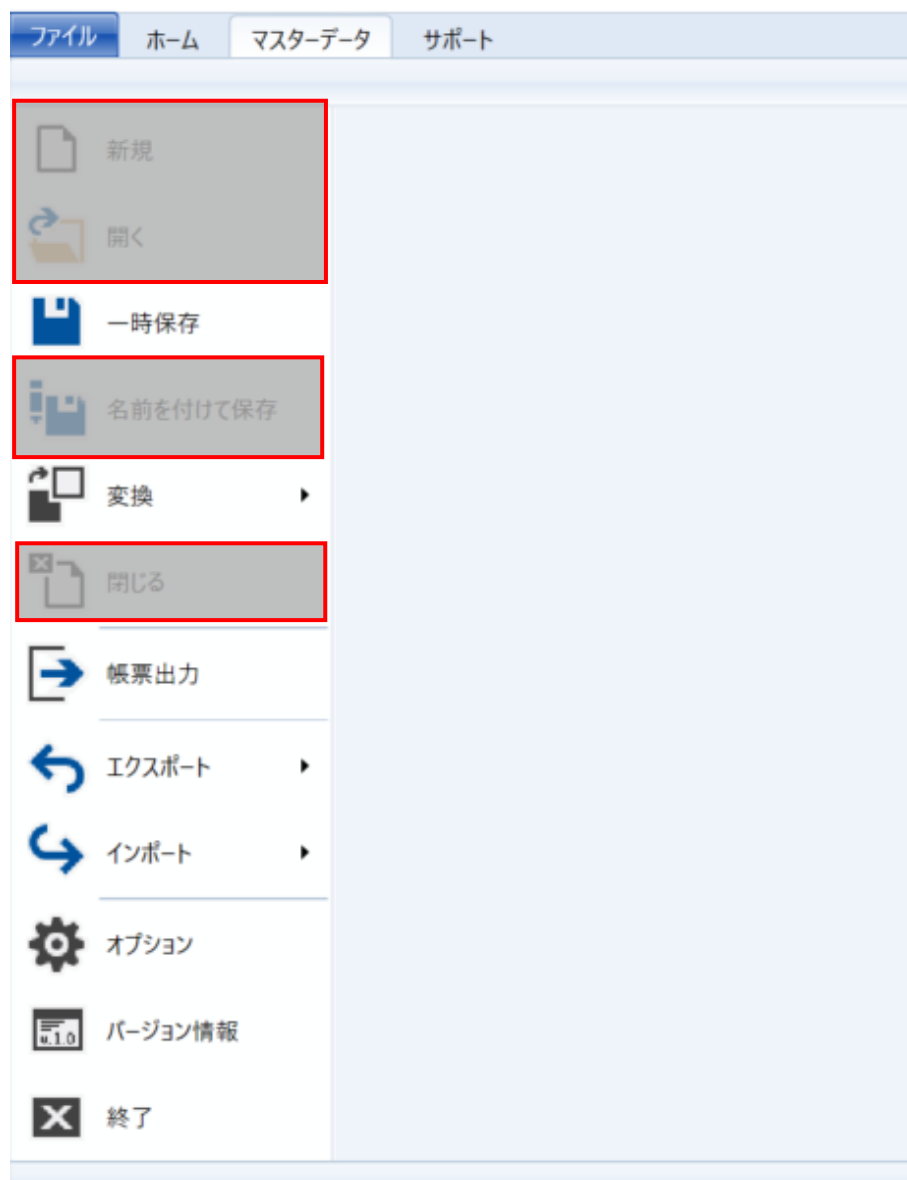 ファイル ホーム マスターデータ サポート
新規
開く
一時保存
名前を付けて保存
変換
閉じる
帳票出力
エクスポート
インポート
オプション
v.1.0 バージョン情報
終了